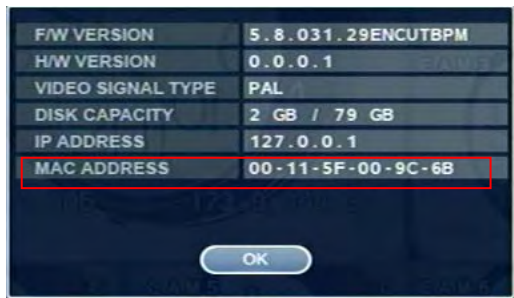 F/W VERSION 5.8.031.29ENCUTBPM
H/W VERSION 0.0.0.1
VIDEO SIGNAL TYPE PAL
DISK CAPACITY 2 GB / 79 GB
IP ADDRESS 127.0.0.1
MAC ADDRESS 00-11-5F-00-9C-6B
OK